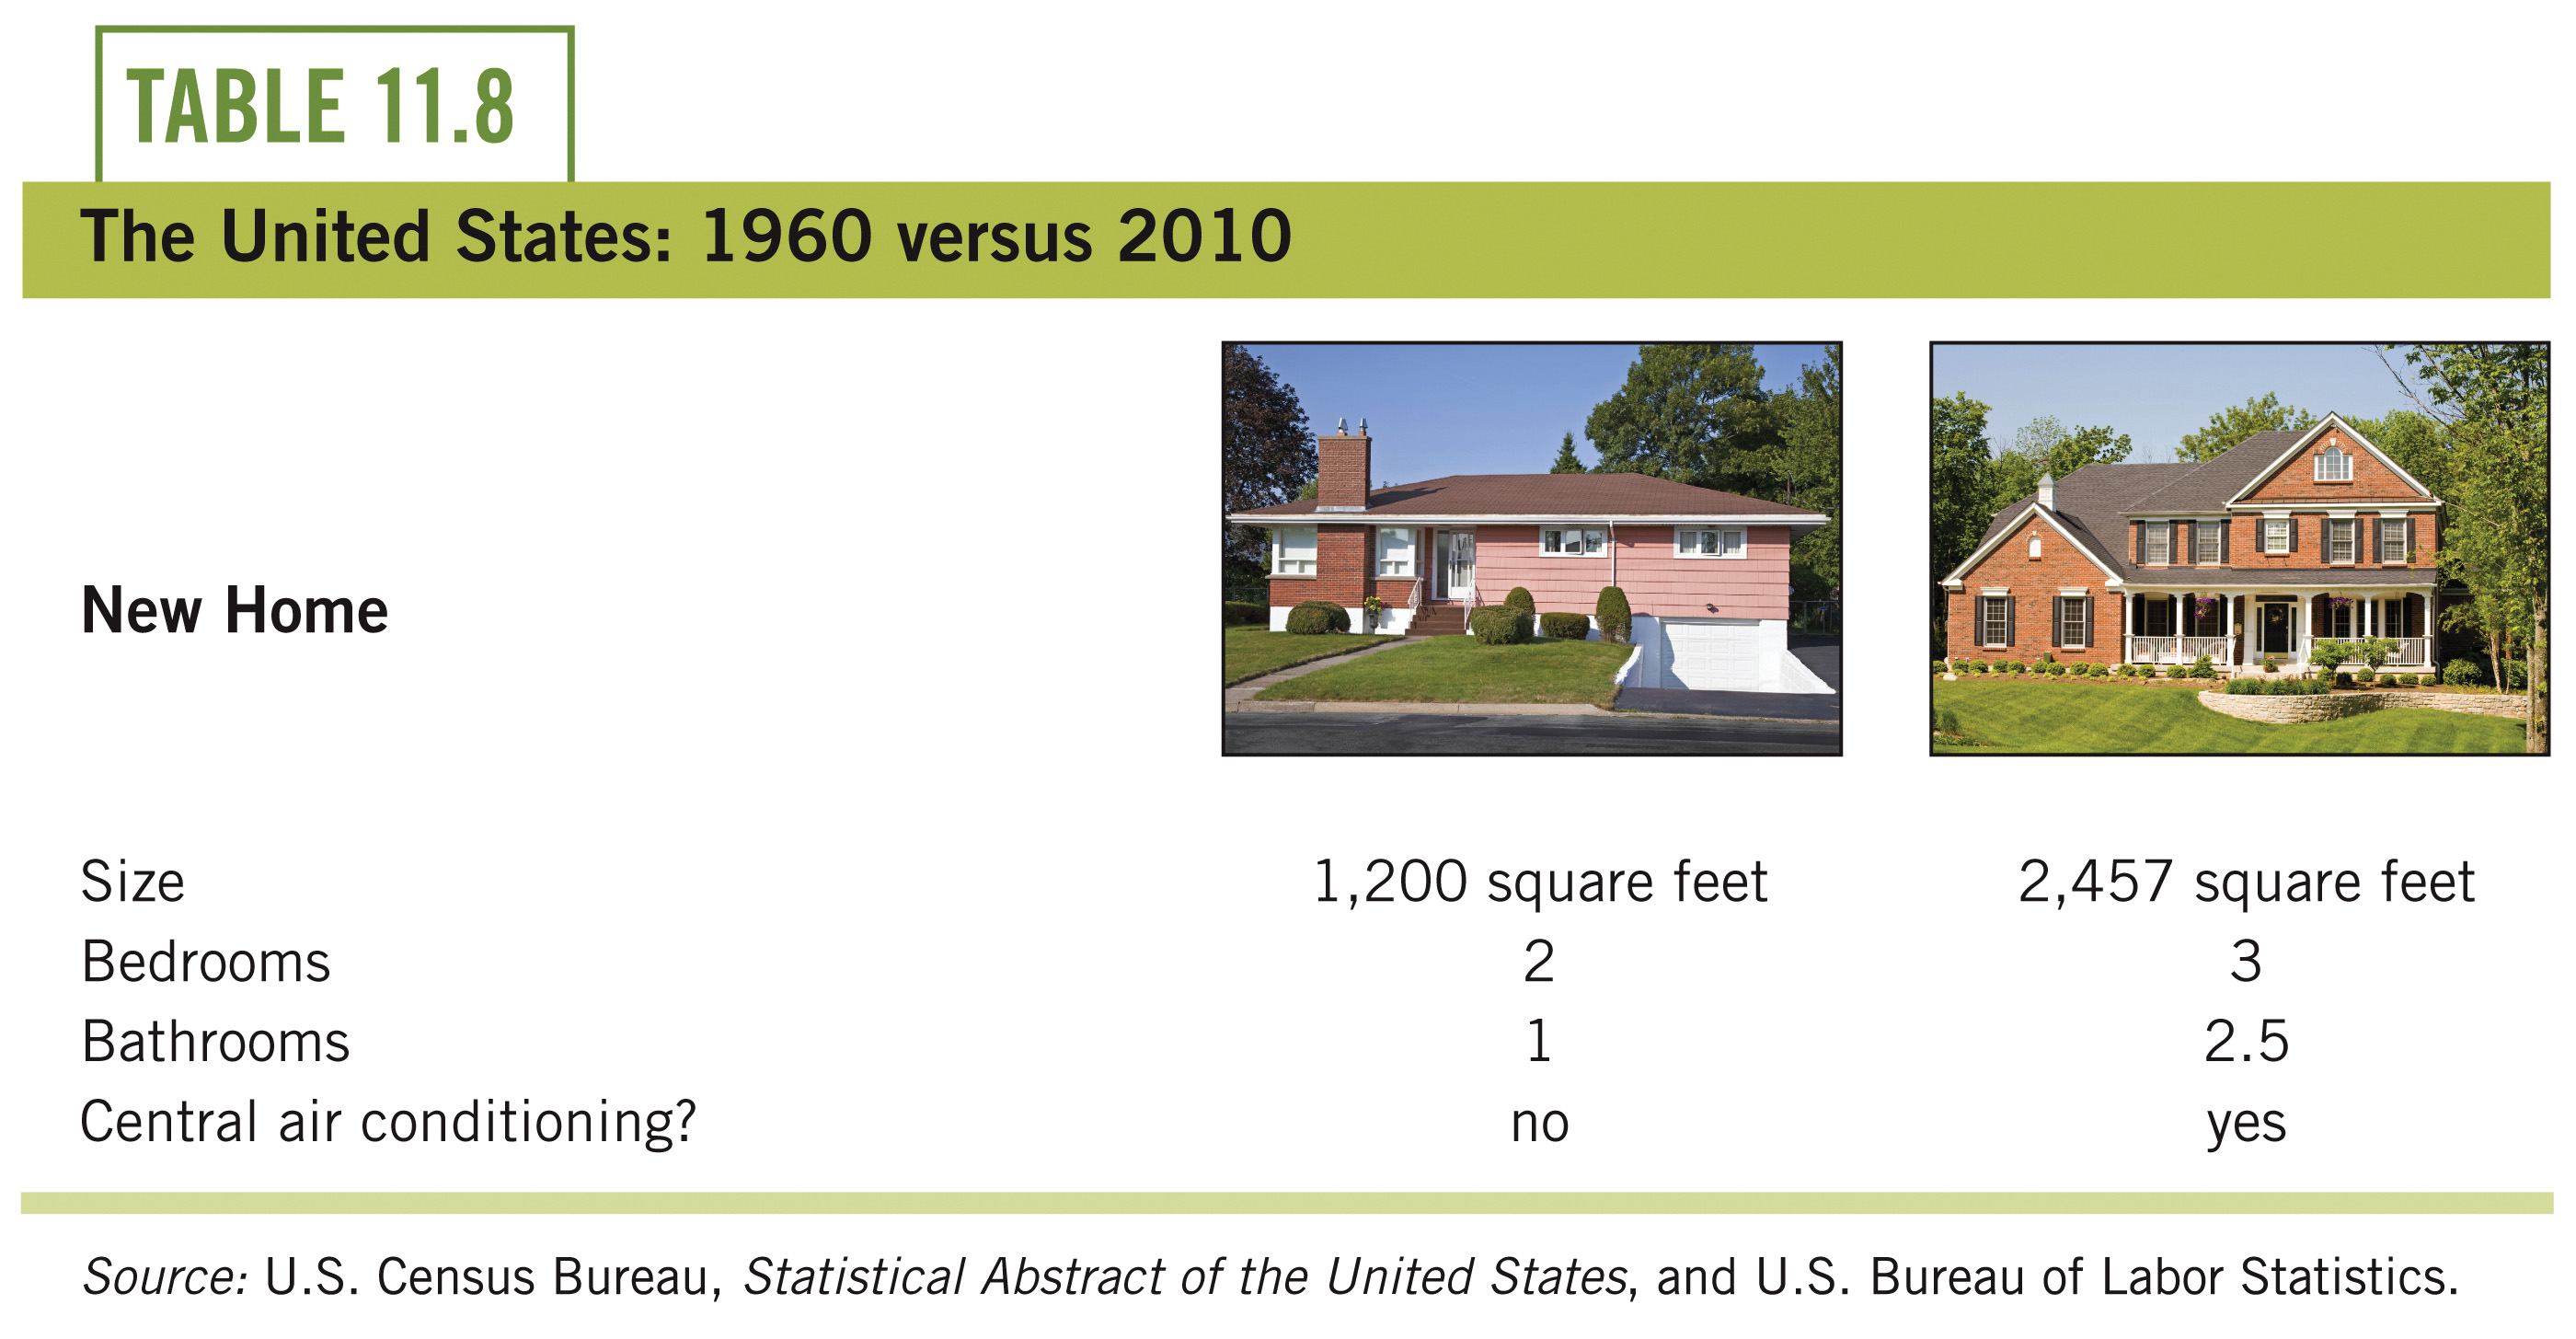 TABLE 11.8
The United States: 1960 versus 2010
New Home
Size 1,200 square feet 2,457 square feet
Bedrooms 2 3
Bathrooms 1 2.5
Central air conditioning? no yes
Source: U.S. Census Bureau, Statistical Abstract of the United States, and U.S. Bureau of Labor Statistics.